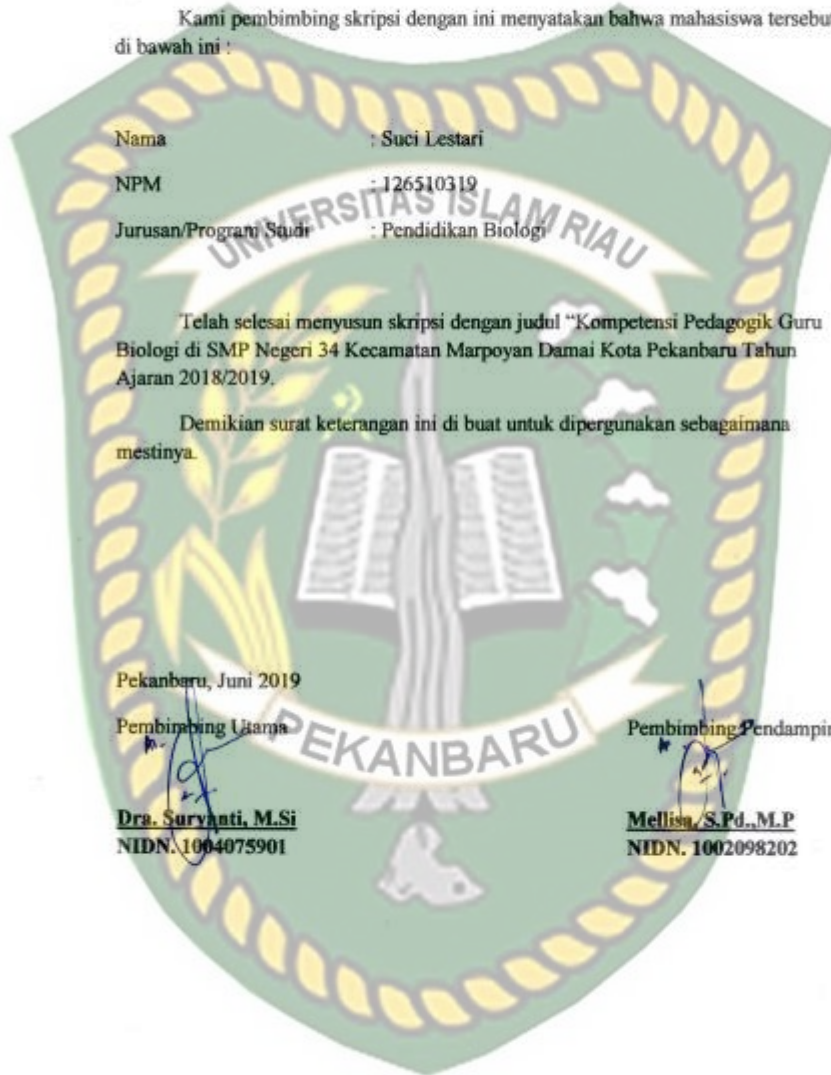 Kami pembimbing skripsi dengan ini menyatakan bahwa mahasiswa tersebut
di bawah ini :
Nama : Suci Lestari
NPM : 126510319
UNIVERSITAS ISLAM RIAU
Jurusan/Program Studi : Pendidikan Biologi
Telah selesai menyusun skripsi dengan judul “Kompetensi Pedagogik Guru
Biologi di SMP Negeri 34 Kecamatan Marpoyan Damai Kota Pekanbaru Tahun
Ajaran 2018/2019.
Demikian surat keterangan ini di buat untuk dipergunakan sebagaimana
mestinya.
Pekanbaru, Juni 2019
Pembimbing Utama Pembimbing Pendampin
PEKANBARU
Dra. Suryanti, M.Si Mellisa, S.Pd.,M.P
NIDN. 1004075901 NIDN. 1002098202